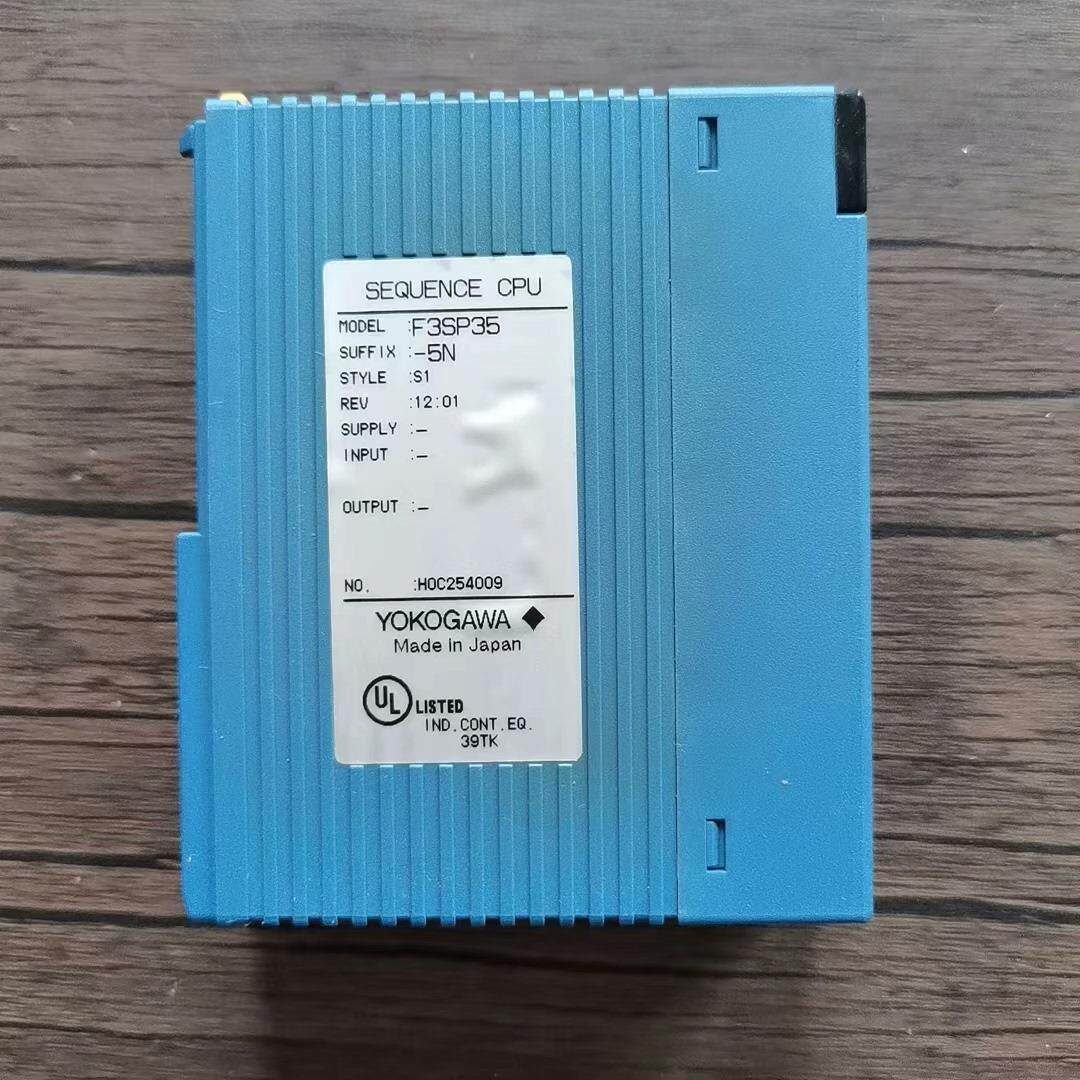 SEQUENCE CPU
MODEL :F3SP35
SUFFIX :-5N
STYLE :S1
REV :12:01
SUPPLY :-
INPUT :-
OUTPUT :-
NO. :H0C254009
YOKOGAWA
Made in Japan
UL LISTED
IND.CONT.EQ.
39TK